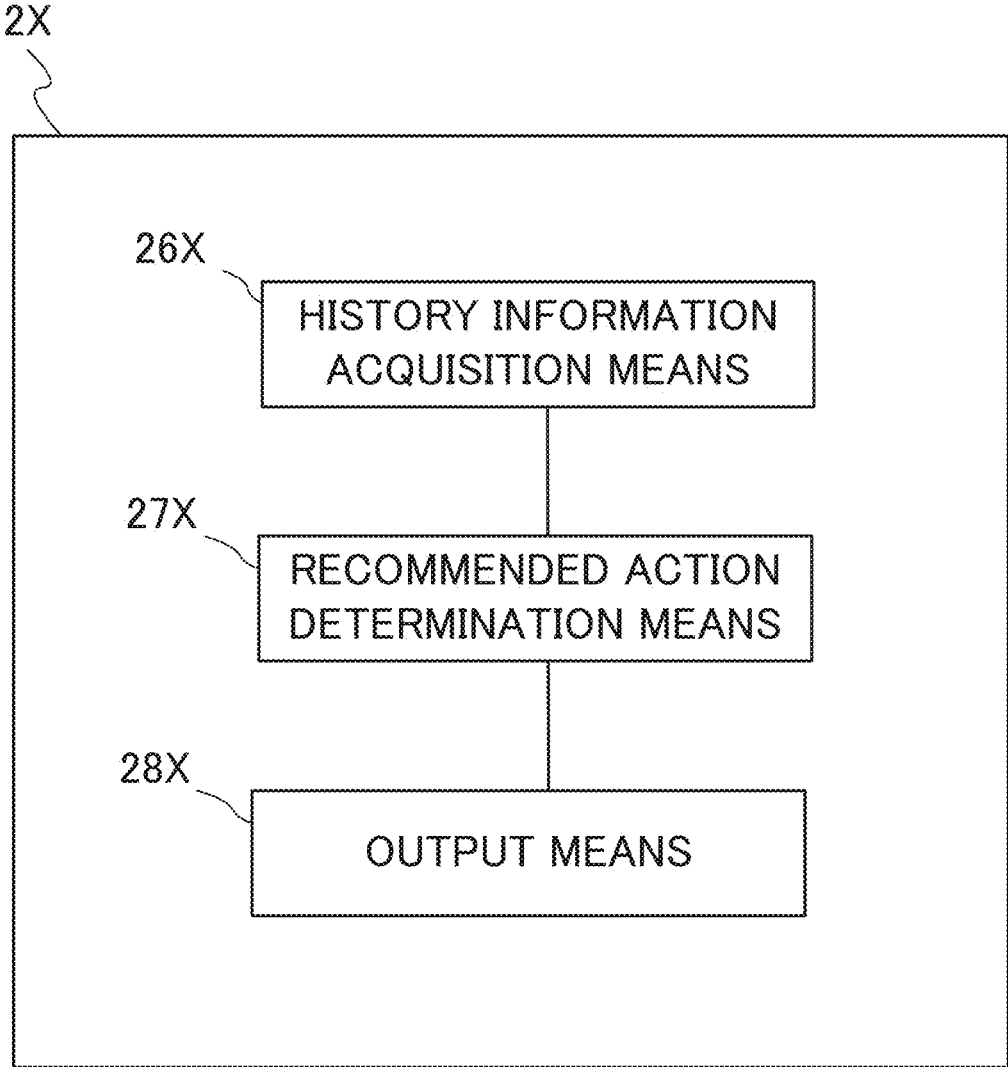 2X
26X
HISTORY INFORMATION
ACQUISITION MEANS
27X
RECOMMENDED ACTION
DETERMINATION MEANS
28X
OUTPUT MEANS